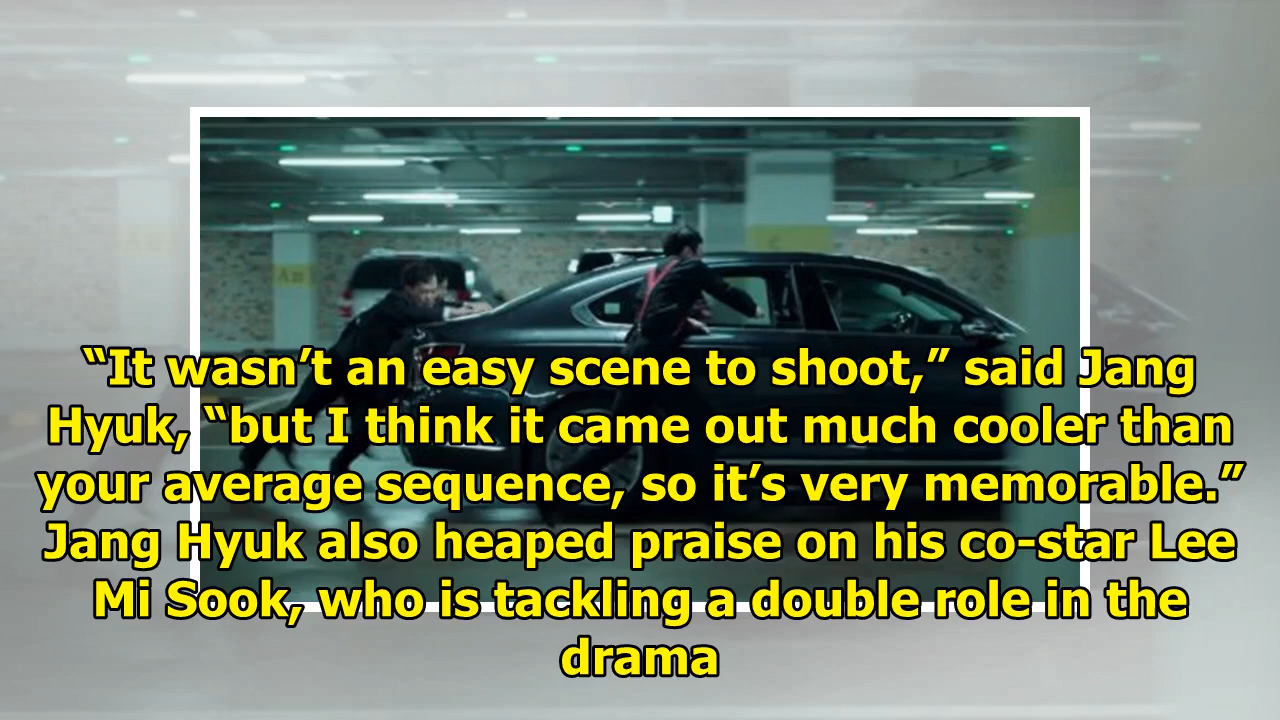 “It wasn’t an easy scene to shoot,” said Jang
Hyuk, “but I think it came out much cooler than
your average sequence, so it’s very memorable.”
Jang Hyuk also heaped praise on his co-star Lee
Mi Sook, who is tackling a double role in the
drama